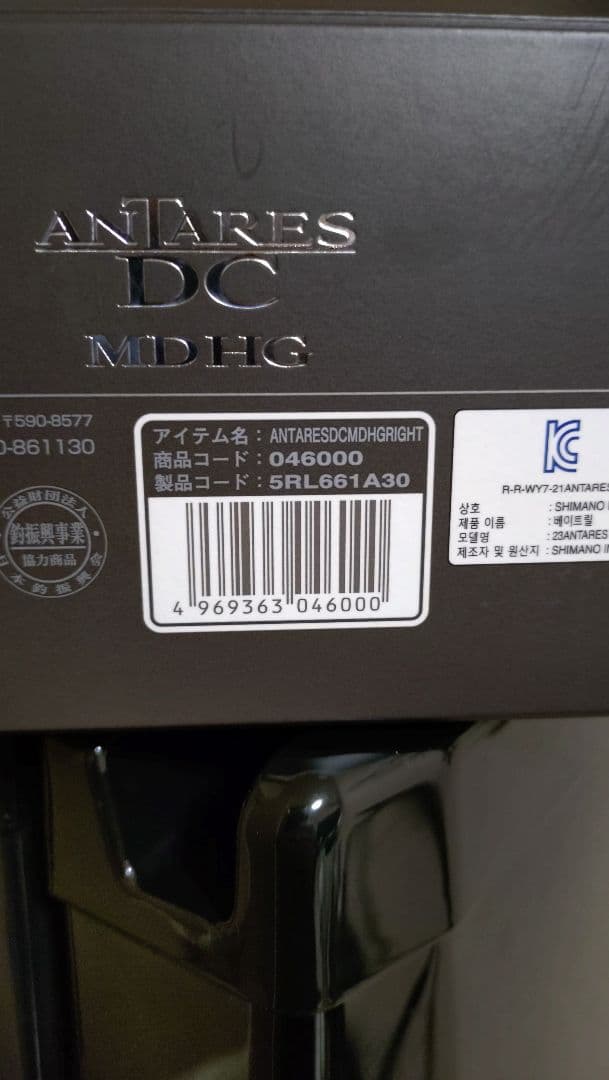 ANTARES
DC
MD HG
〒590-8577
0-861130
アイテム名：ANTARESDCMDHGRIGHT
商品コード：046000
製品コード：5RL661A30
4 969363 046000
公益財団法人
釣振興事業
協力商品
日本釣振興会
R-R-WY7-21ANTARES
상호 : SHIMANO
제품 이름 : 베이트릴
모델명 : 23ANTARES
제조자 및 원산지 : SHIMANO